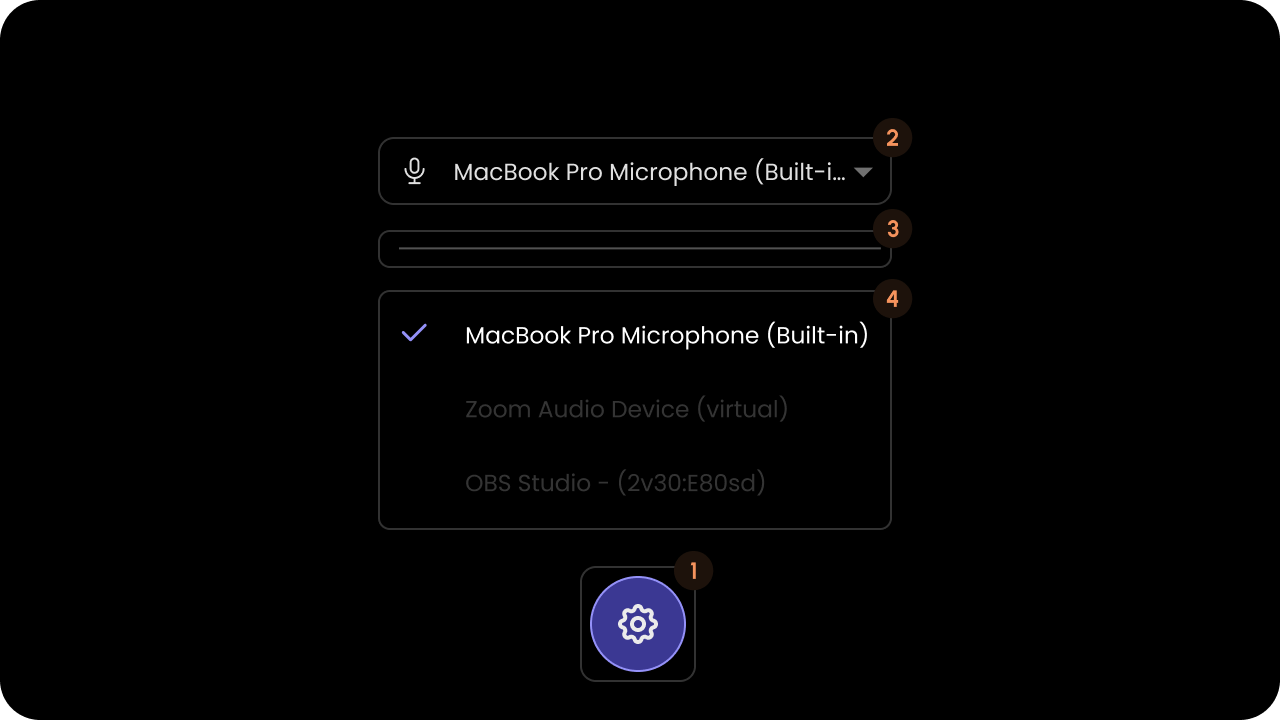 2
MacBook Pro Microphone (Built-i...
3
4
MacBook Pro Microphone (Built-in)
Zoom Audio Device (virtual)
OBS Studio - (2v30:E80sd)
1